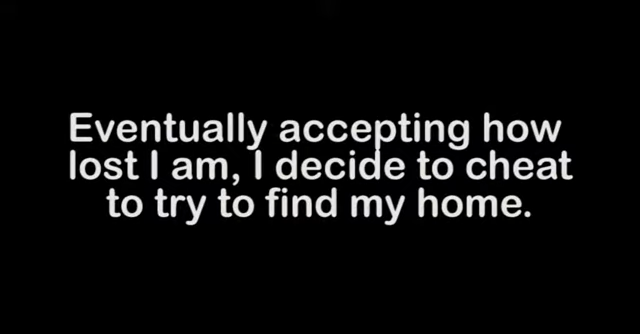 Eventually accepting how
lost I am, I decide to cheat
to try to find my home.